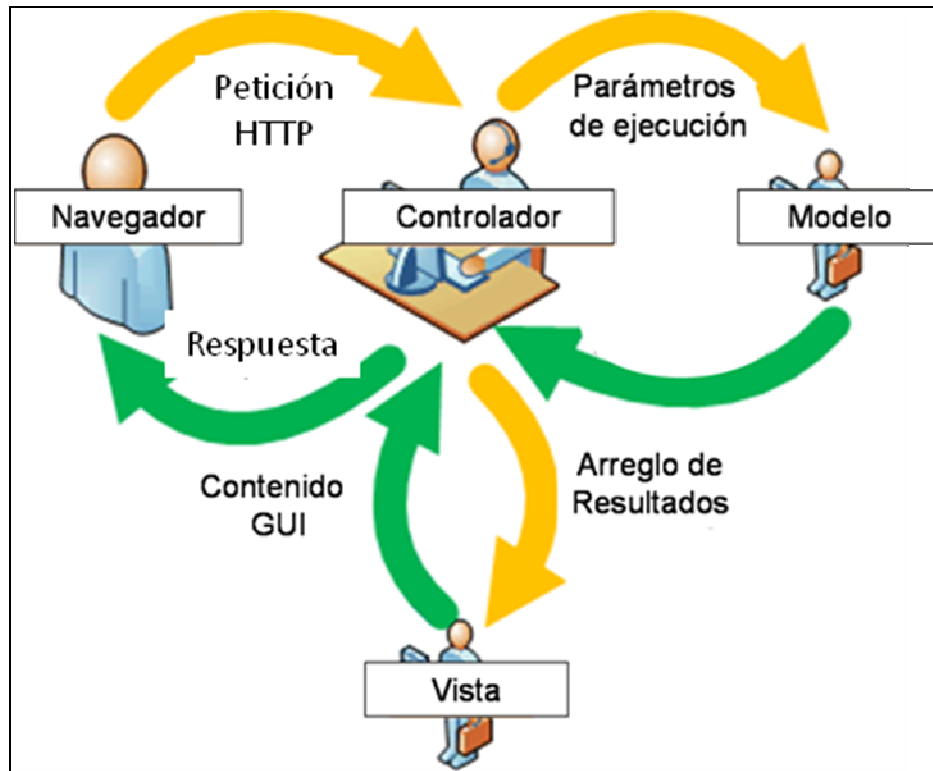 Petición
HTTP
Parámetros
de ejecución
Navegador
Controlador
Modelo
Respuesta
Contenido
GUI
Arreglo de
Resultados
Vista